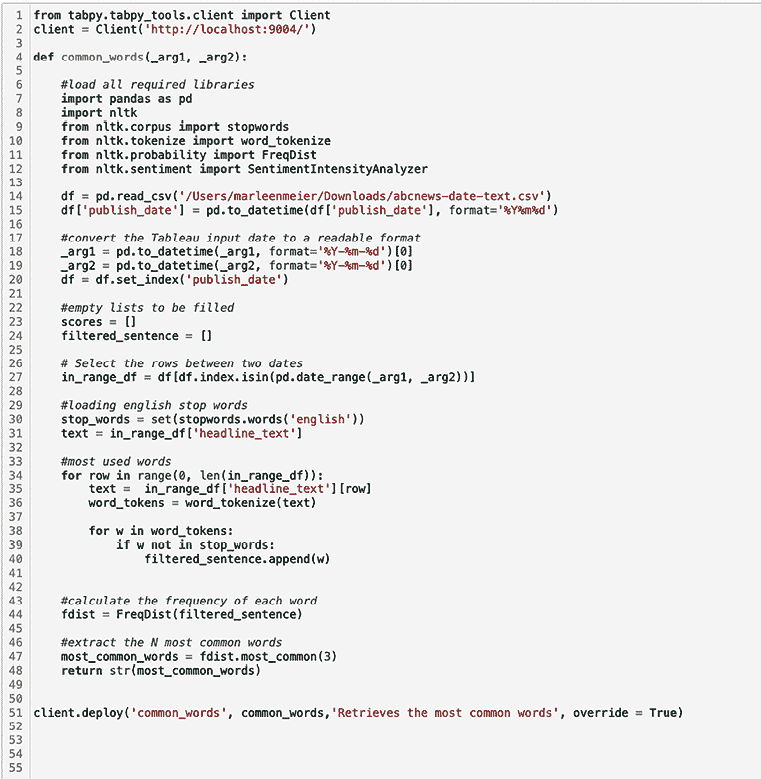 1 from tabpy.tabpy_tools.client import Client
2 client = Client('http://localhost:9004/')
3
4 def common_words(_arg1, _arg2):
5
6     #load all required libraries
7     import pandas as pd
8     import nltk
9     from nltk.corpus import stopwords
10     from nltk.tokenize import word_tokenize
11     from nltk.probability import FreqDist
12     from nltk.sentiment import SentimentIntensityAnalyzer
13
14     df = pd.read_csv('/Users/marleenmeier/Downloads/abcnews-date-text.csv')
15     df['publish_date'] = pd.to_datetime(df['publish_date'], format='%Y%m%d')
16
17     #convert the Tableau input date to a readable format
18     _arg1 = pd.to_datetime(_arg1, format='%Y-%m-%d')[0]
19     _arg2 = pd.to_datetime(_arg2, format='%Y-%m-%d')[0]
20     df = df.set_index('publish_date')
21
22     #empty lists to be filled
23     scores = []
24     filtered_sentence = []
25
26     # Select the rows between two dates
27     in_range_df = df[df.index.isin(pd.date_range(_arg1, _arg2))]
28
29     #loading english stop words
30     stop_words = set(stopwords.words('english'))
31     text = in_range_df['headline_text']
32
33     #most used words
34     for row in range(0, len(in_range_df)):
35         text =  in_range_df['headline_text'][row]
36         word_tokens = word_tokenize(text)
37
38         for w in word_tokens:
39             if w not in stop_words:
40                 filtered_sentence.append(w)
41
42
43     #calculate the frequency of each word
44     fdist = FreqDist(filtered_sentence)
45
46     #extract the N most common words
47     most_common_words = fdist.most_common(3)
48     return str(most_common_words)
49
50
51 client.deploy('common_words', common_words,'Retrieves the most common words', override = True)
52
53
54
55